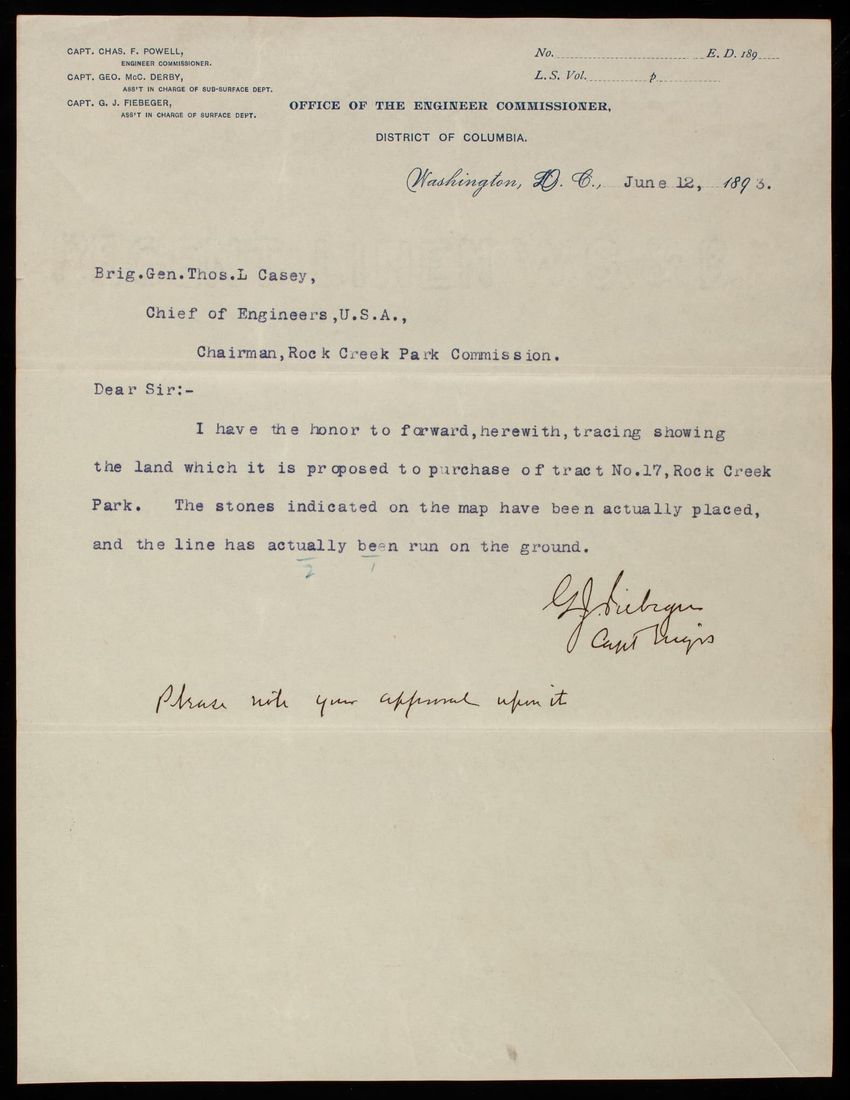 CAPT. CHAS. F. POWELL,
ENGINEER COMMISSIONER.
CAPT. GEO. McC. DERBY,
ASS'T IN CHARGE OF SUB-SURFACE DEPT.
CAPT. G. J. FIEBEGER,
ASS'T IN CHARGE OF SURFACE DEPT.
No. E. D. 189
L. S. Vol. p
OFFICE OF THE ENGINEER COMMISSIONER,
DISTRICT OF COLUMBIA.
Washington, D. C., June 12, 1893.
Brig.Gen.Thos.L Casey,
Chief of Engineers,U.S.A.,
Chairman,Rock Creek Park Commission.
Dear Sir:-
I have the honor to forward,herewith,tracing showing
the land which it is proposed to purchase of tract No.17,Rock Creek
Park. The stones indicated on the map have been actually placed,
and the line has actually been run on the ground.
2 1
G. J. Fiebeger
Capt Engrs
Please note your approval upon it